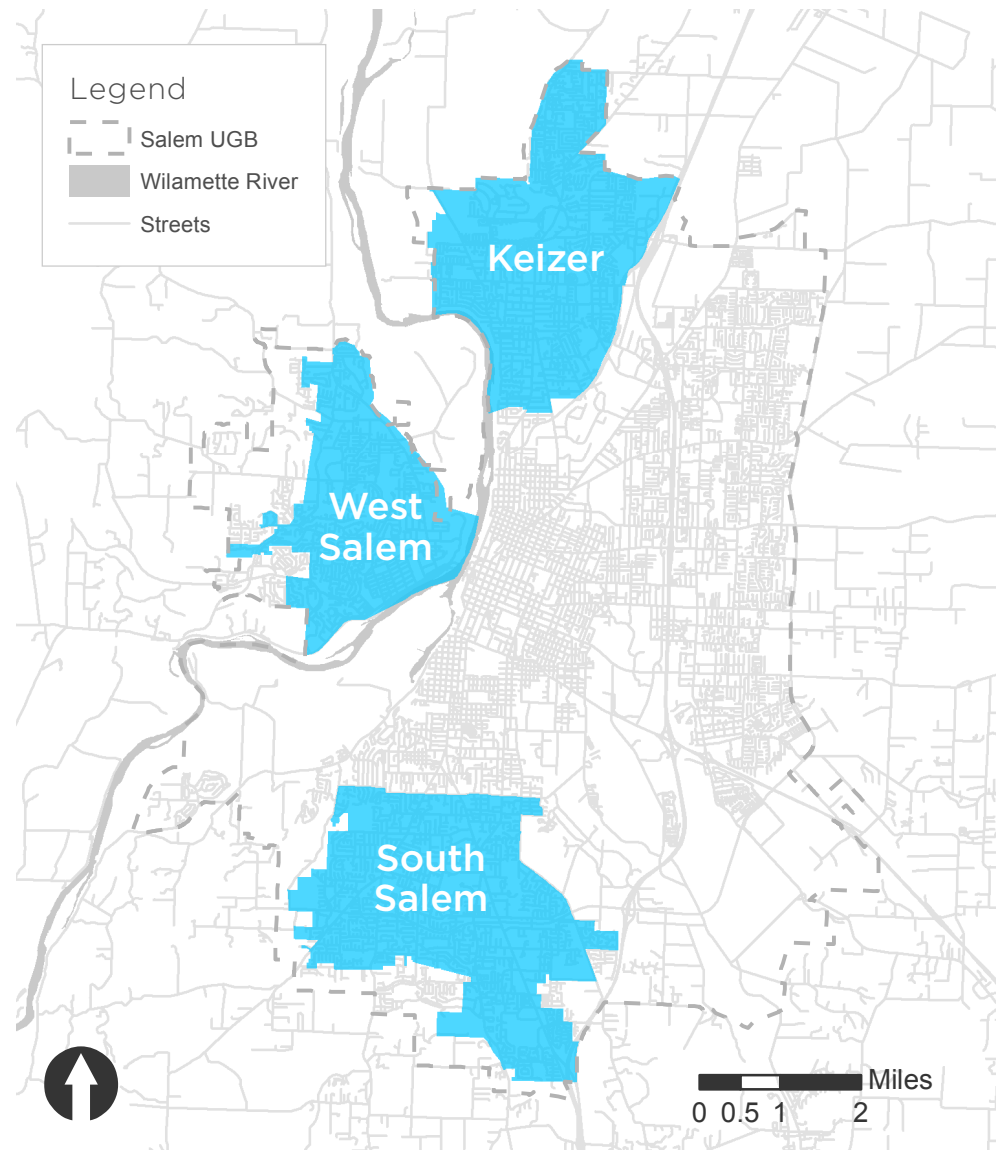 Legend
Salem UGB
Wilamette River
Streets
Keizer
West
Salem
South
Salem
Miles
0 0.5 1 2